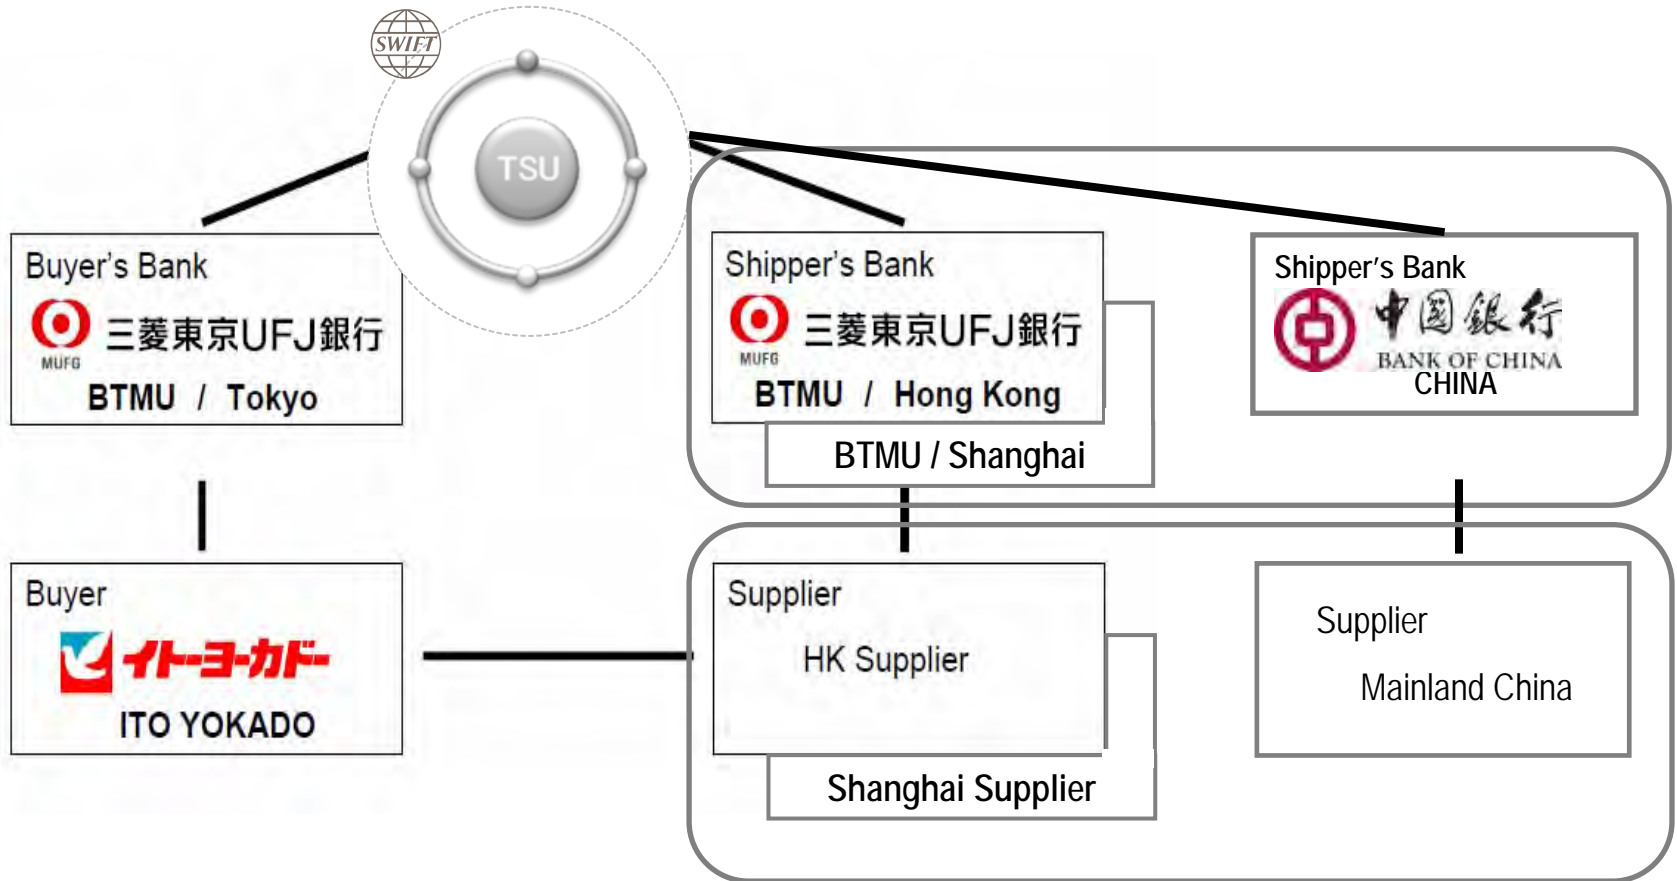 SWIFT
TSU
Buyer's Bank
三菱東京UFJ銀行
MUFG
BTMU / Tokyo
Shipper's Bank
三菱東京UFJ銀行
MUFG
BTMU / Hong Kong
BTMU / Shanghai
Shipper's Bank
中国銀行
BANK OF CHINA
CHINA
Buyer
イトーヨーカドー
ITO YOKADO
Supplier
HK Supplier
Shanghai Supplier
Supplier
Mainland China